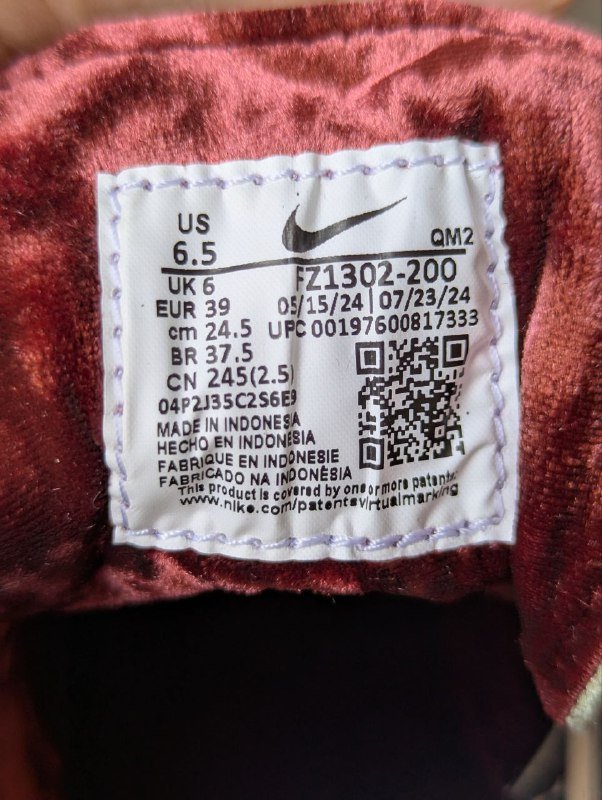 US
6.5
QM2
UK 6
FZ1302-200
EUR 39
05/15/24 | 07/23/24
cm 24.5
UPC 00197600817333
BR 37.5
CN 245(2.5)
04P2J35C2S6E9
MADE IN INDONESIA
HECHO EN INDONESIA
FABRIQUE EN INDONESIE
FABRICADO NA INDONÉSIA
This product is covered by one or more patents:
www.nike.com/patentsvirtualmarking